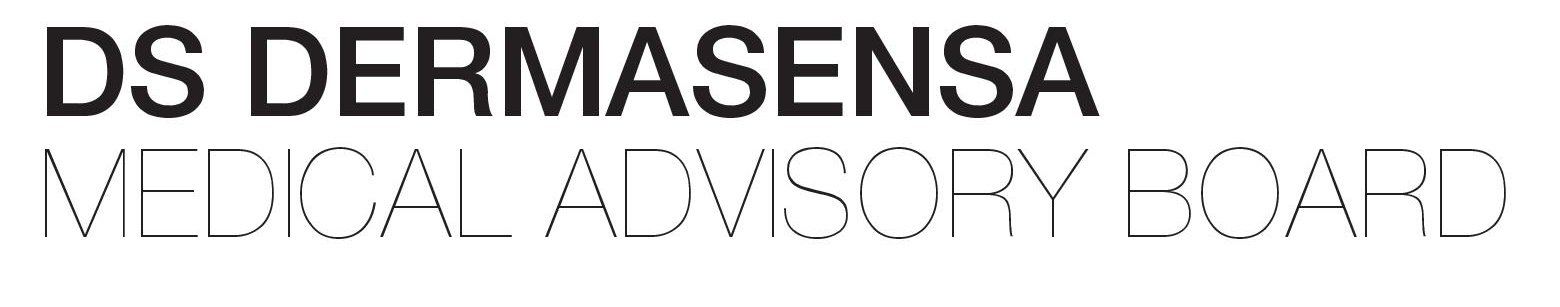 DS DERMASENSA
MEDICAL ADVISORY BOARD